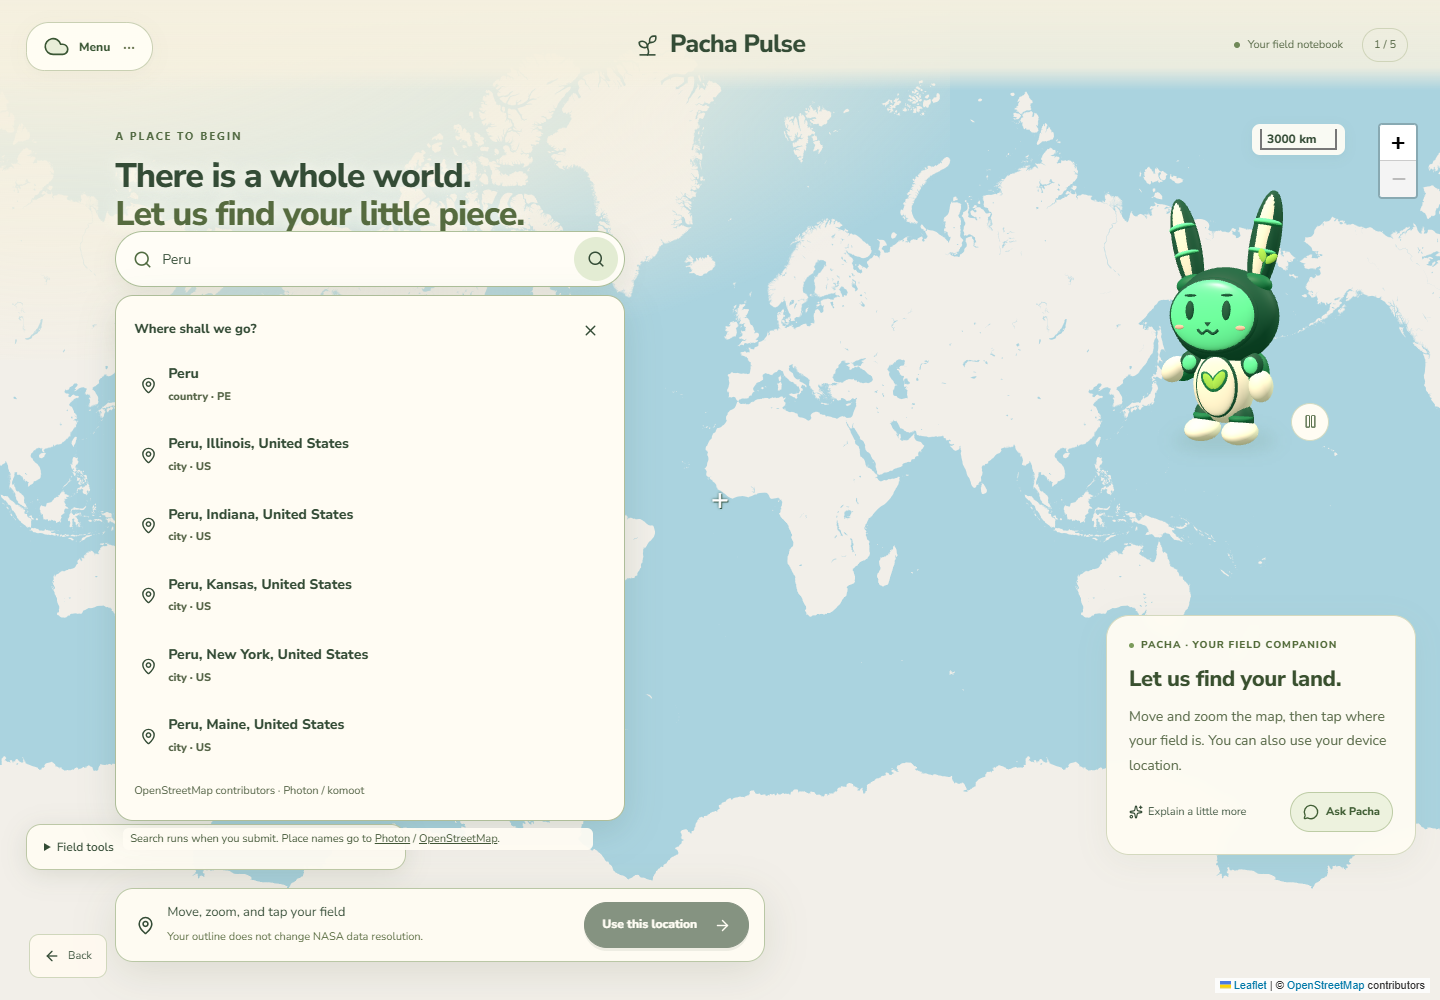 Menu ...
Pacha Pulse
Your field notebook
1 / 5
A PLACE TO BEGIN
There is a whole world.
Let us find your little piece.
3000 km
+
−
Peru
Where shall we go?
Peru
country · PE
Peru, Illinois, United States
city · US
Peru, Indiana, United States
city · US
Peru, Kansas, United States
city · US
Peru, New York, United States
city · US
Peru, Maine, United States
city · US
OpenStreetMap contributors · Photon / komoot
Search runs when you submit. Place names go to Photon / OpenStreetMap.
Field tools
Move, zoom, and tap your field
Your outline does not change NASA data resolution.
Use this location
Back
PACHA · YOUR FIELD COMPANION
Let us find your land.
Move and zoom the map, then tap where
your field is. You can also use your device
location.
Explain a little more
Ask Pacha
Leaflet | © OpenStreetMap contributors